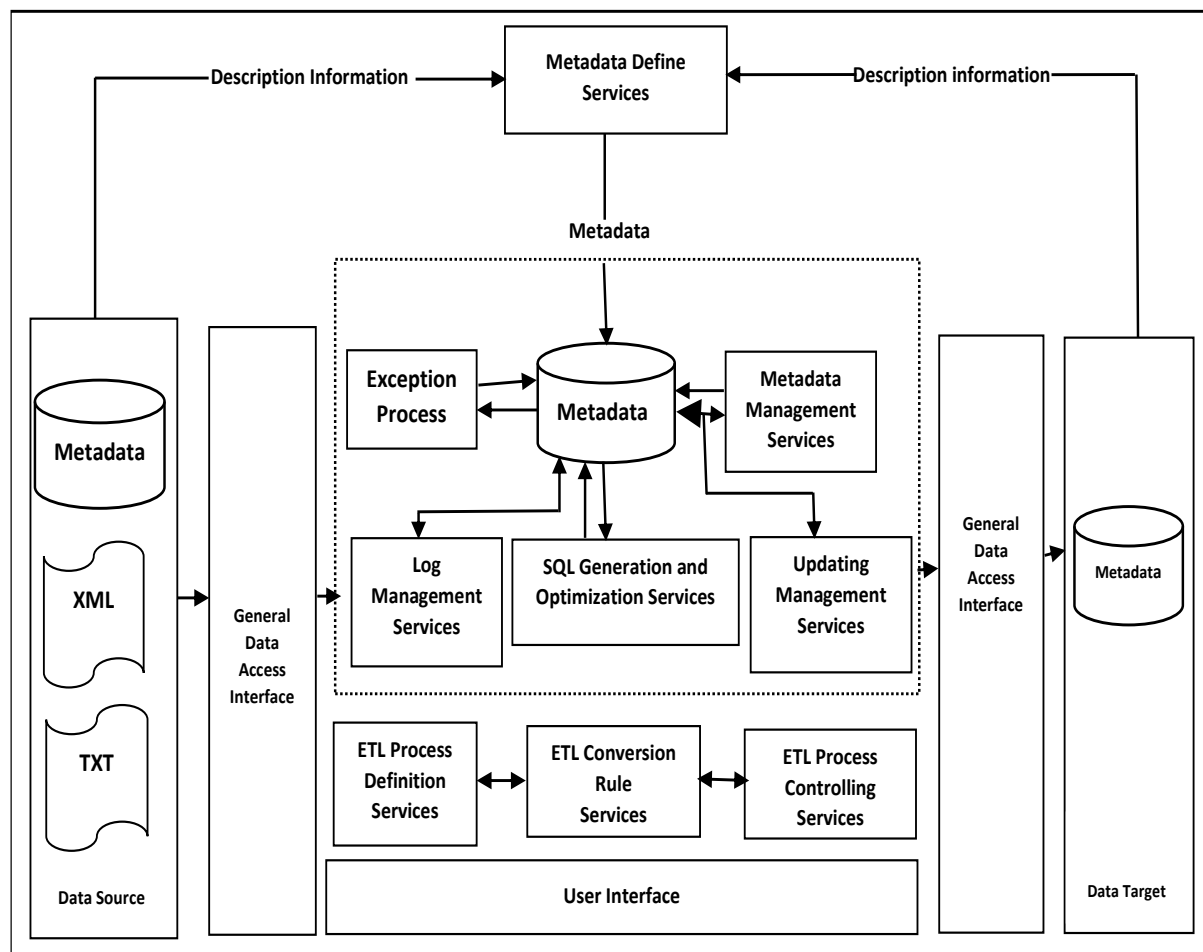 Description Information
Metadata Define
Services
Description information
Metadata
Metadata
XML
TXT
Data Source
General
Data
Access
Interface
Exception
Process
Metadata
Metadata
Management
Services
Log
Management
Services
SQL Generation and
Optimization Services
Updating
Management
Services
ETL Process
Definition
Services
ETL Conversion
Rule
Services
ETL Process
Controlling
Services
User Interface
General
Data
Access
Interface
Metadata
Data Target